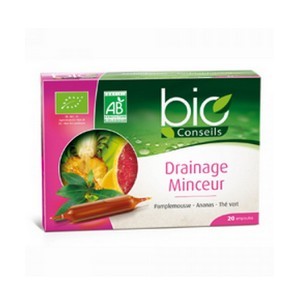 AB
bio
Conseils
Drainage
Minceur
Pamplemousse - Ananas - Thé vert
20 ampoules